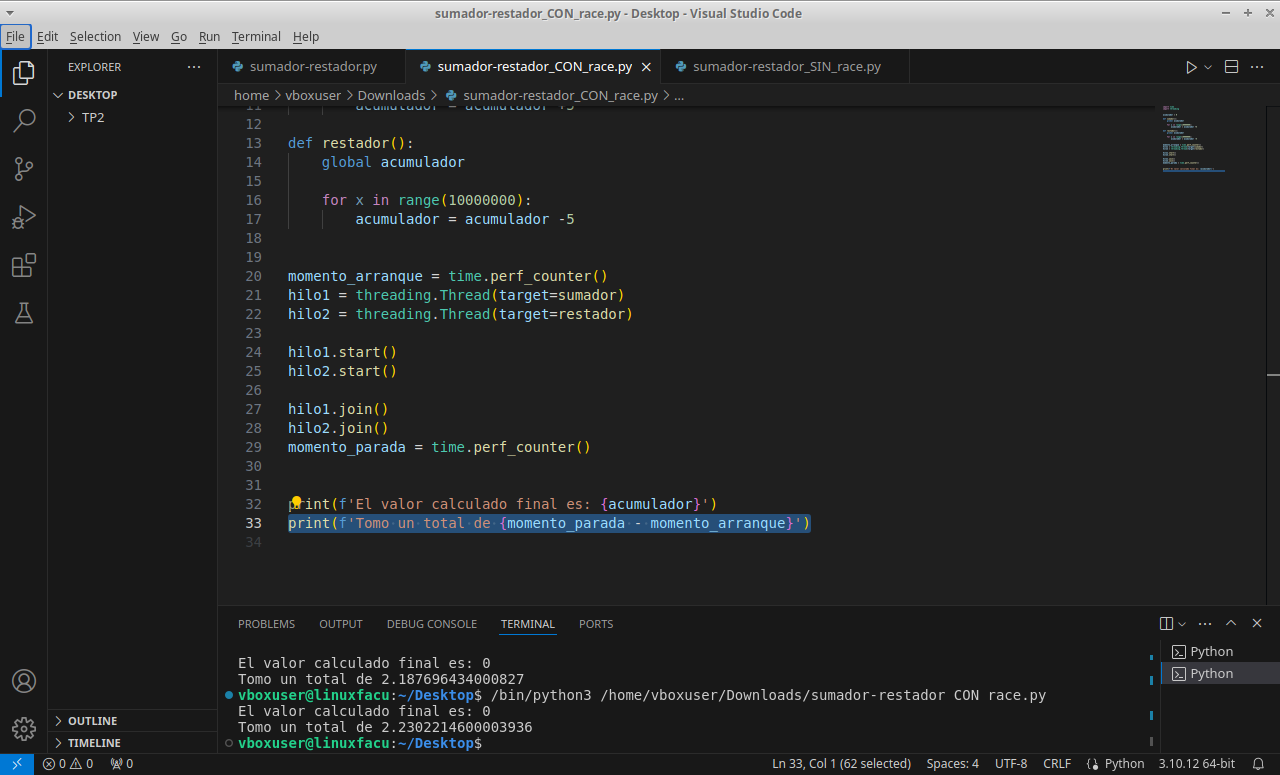 sumador-restador_CON_race.py - Desktop - Visual Studio Code
File Edit Selection View Go Run Terminal Help
EXPLORER
sumador-restador.py
sumador-restador_CON_race.py
sumador-restador_SIN_race.py
DESKTOP
TP2
home > vboxuser > Downloads > sumador-restador_CON_race.py > ...
11 acumulador = acumulador +5
12
13 def restador():
14 global acumulador
15
16 for x in range(10000000):
17 acumulador = acumulador -5
18
19
20 momento_arranque = time.perf_counter()
21 hilo1 = threading.Thread(target=sumador)
22 hilo2 = threading.Thread(target=restador)
23
24 hilo1.start()
25 hilo2.start()
26
27 hilo1.join()
28 hilo2.join()
29 momento_parada = time.perf_counter()
30
31
32 print(f'El valor calculado final es: {acumulador}')
33 print(f'Tomo un total de {momento_parada - momento_arranque}')
34
PROBLEMS OUTPUT DEBUG CONSOLE TERMINAL PORTS
El valor calculado final es: 0
Tomo un total de 2.187696434000827
vboxuser@linuxfacu:~/Desktop$ /bin/python3 /home/vboxuser/Downloads/sumador-restador CON race.py
El valor calculado final es: 0
Tomo un total de 2.2302214600003936
vboxuser@linuxfacu:~/Desktop$
Python
Python
OUTLINE
TIMELINE
0 0 0 Ln 33, Col 1 (62 selected) Spaces: 4 UTF-8 CRLF Python 3.10.12 64-bit